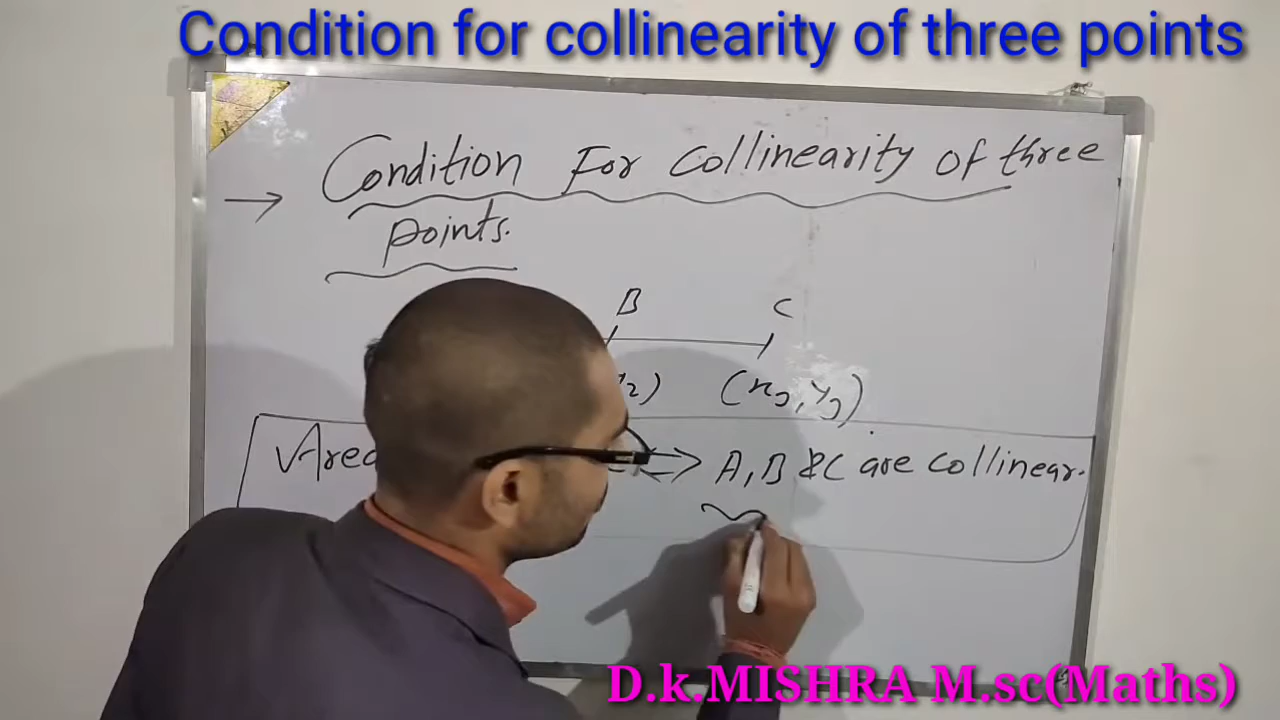 Condition for collinearity of three points
→ Condition For Collinearity of three
points.
B C
y2) (x3, y3)
Area ⇒ A, B & C are Collinear.
D.k.MISHRA M.sc(Maths)